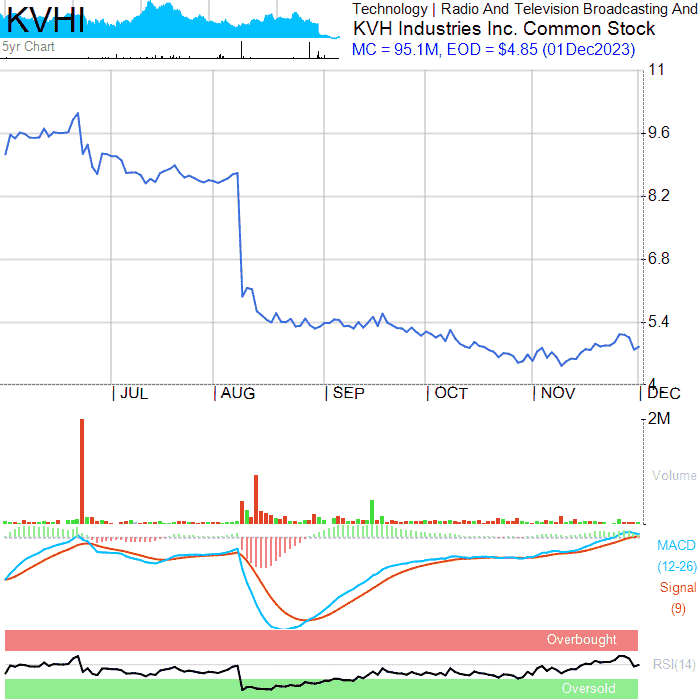 KVHI
5yr Chart
Technology | Radio And Television Broadcasting And
KVH Industries Inc. Common Stock
MC = 95.1M, EOD = $4.85 (01Dec2023)
11
9.6
8.2
6.8
5.4
4
| JUL | AUG | SEP | OCT | NOV | DEC
2M
Volume
MACD
(12-26)
Signal
(9)
Overbought
RSI(14)
Oversold